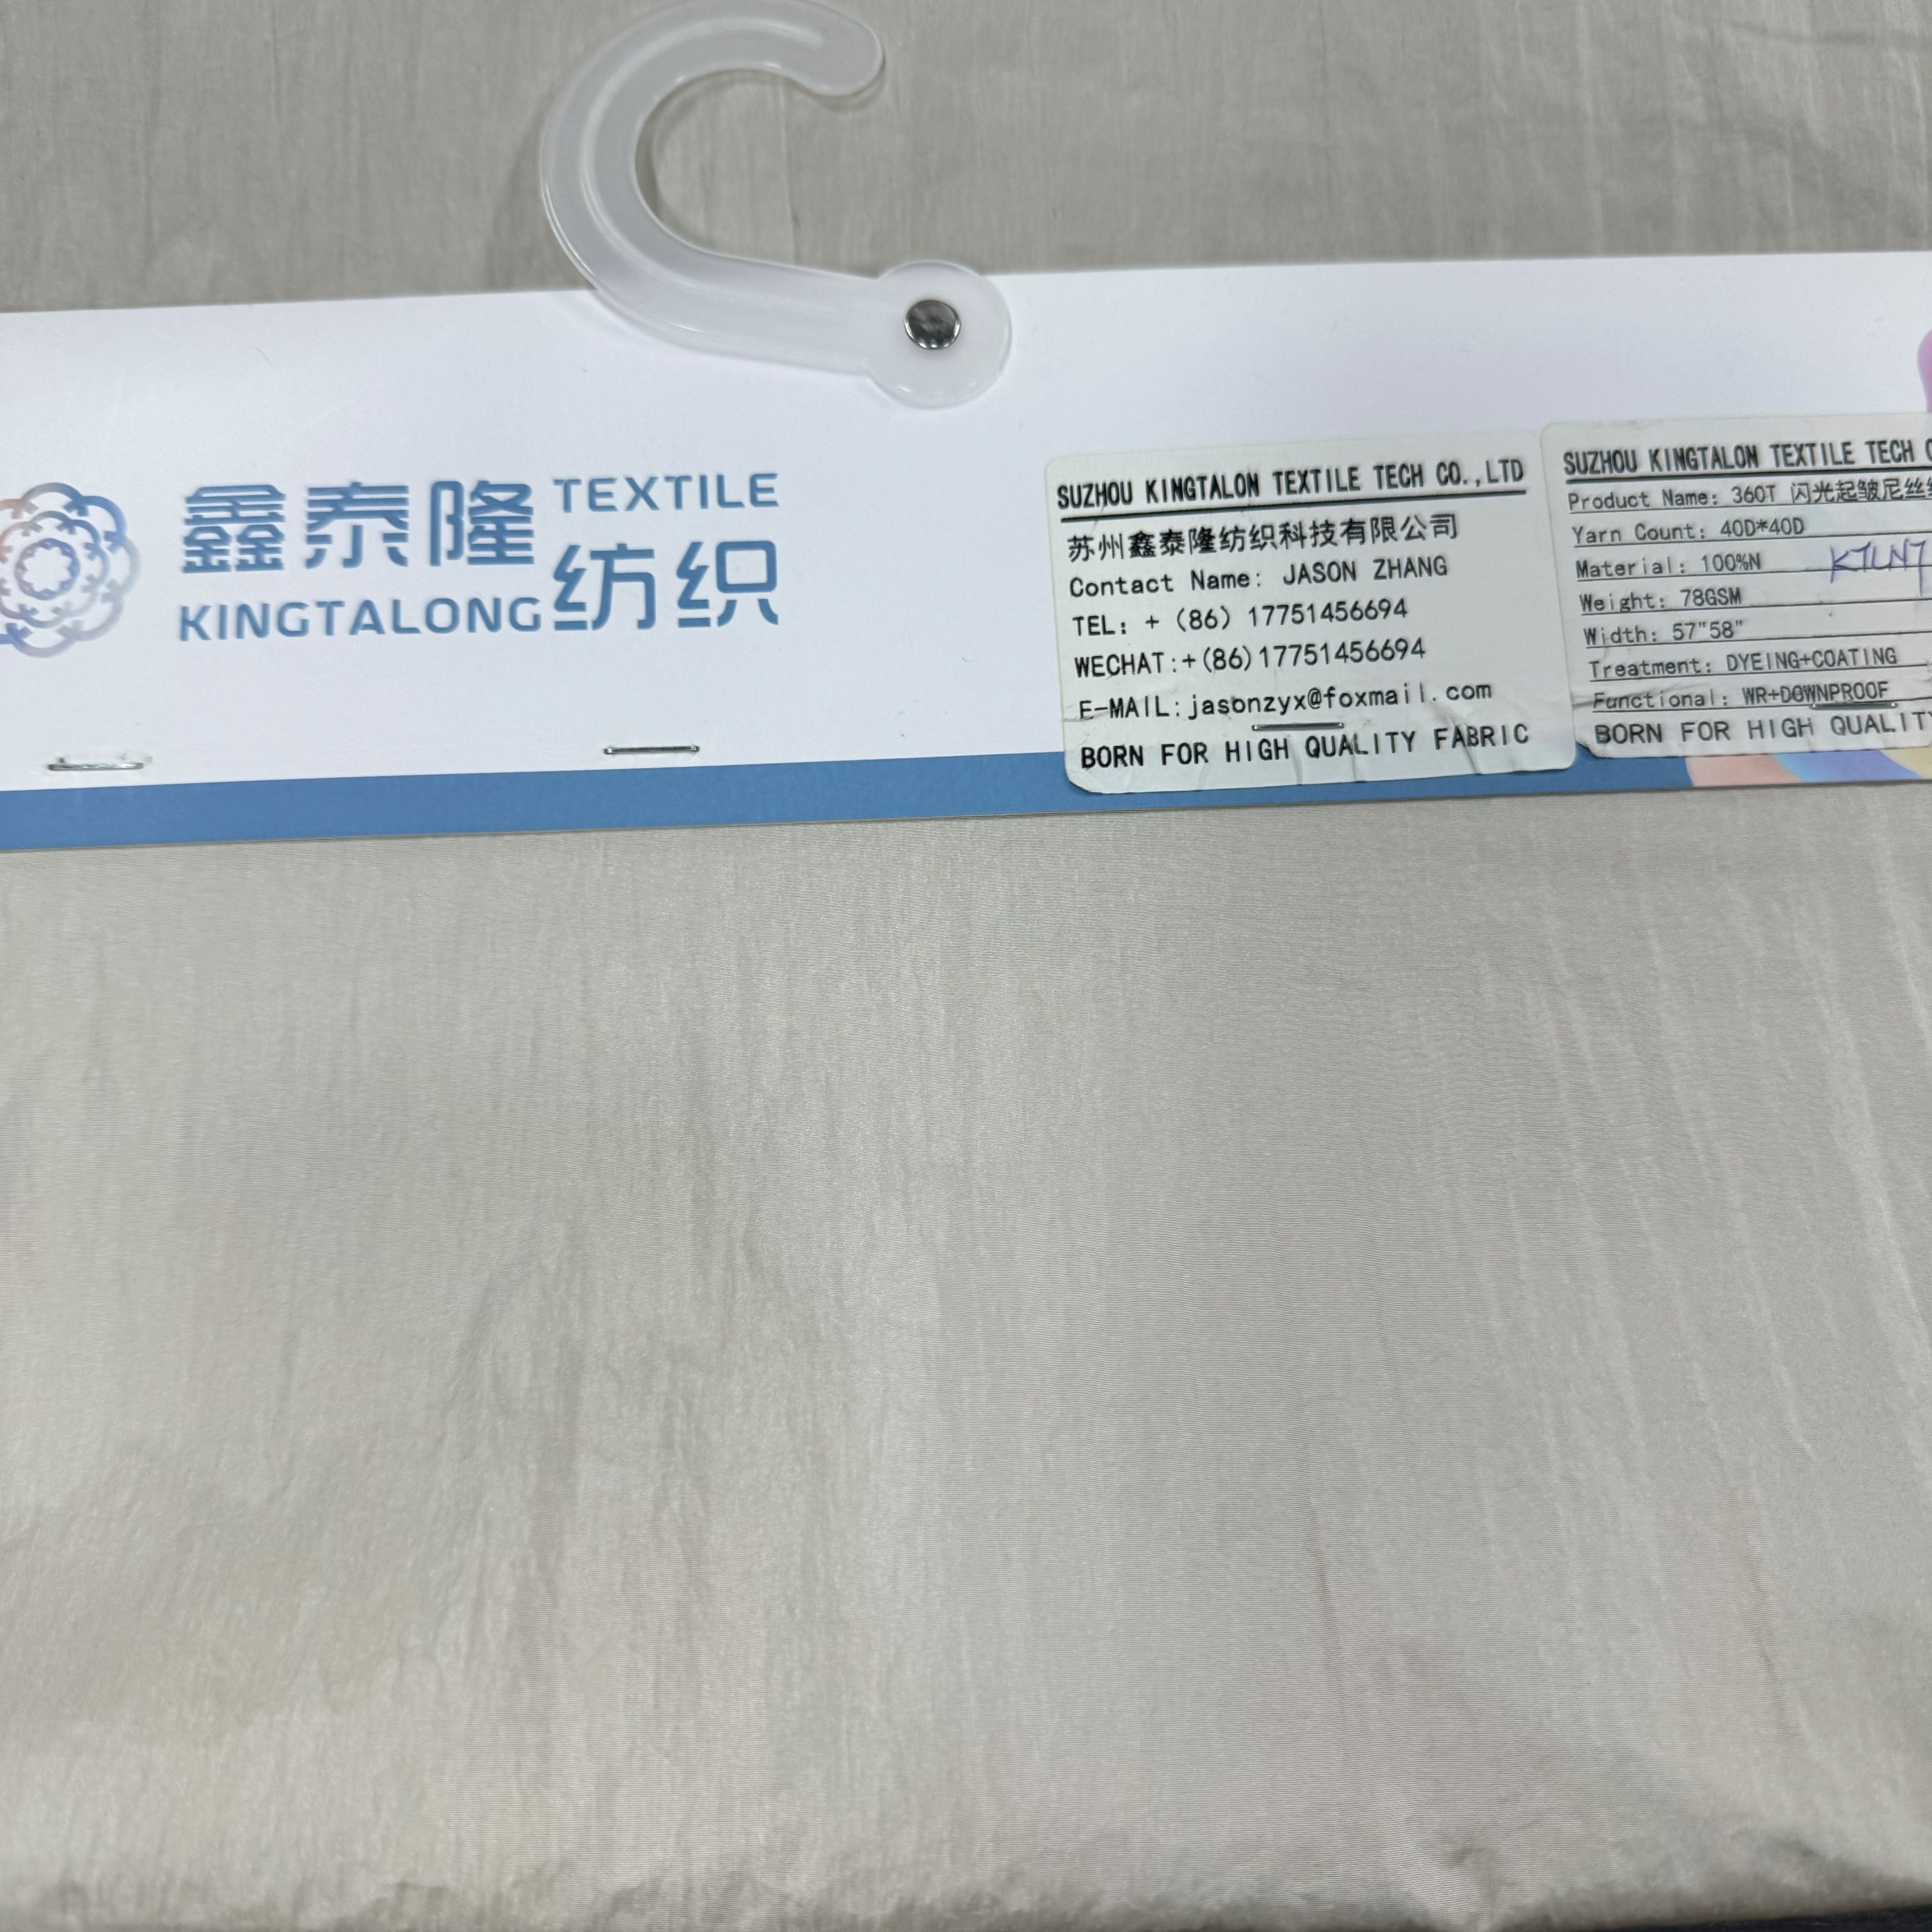 鑫泰隆 TEXTILE
KINGTALONG 纺织
SUZHOU KINGTALON TEXTILE TECH CO.,LTD
苏州鑫泰隆纺织科技有限公司
Contact Name: JASON ZHANG
TEL: + (86) 17751456694
WECHAT:+(86)17751456694
E-MAIL:jasonzyx@foxmail.com
BORN FOR HIGH QUALITY FABRIC
SUZHOU KINGTALON TEXTILE TECH
Product Name: 360T 闪光起皱尼丝
Yarn Count: 40D*40D
Material: 100%N
Weight: 78GSM
Width: 57"58"
Treatment: DYEING+COATING
Functional: WR+DOWNPROOF
BORN FOR HIGH QUALITY